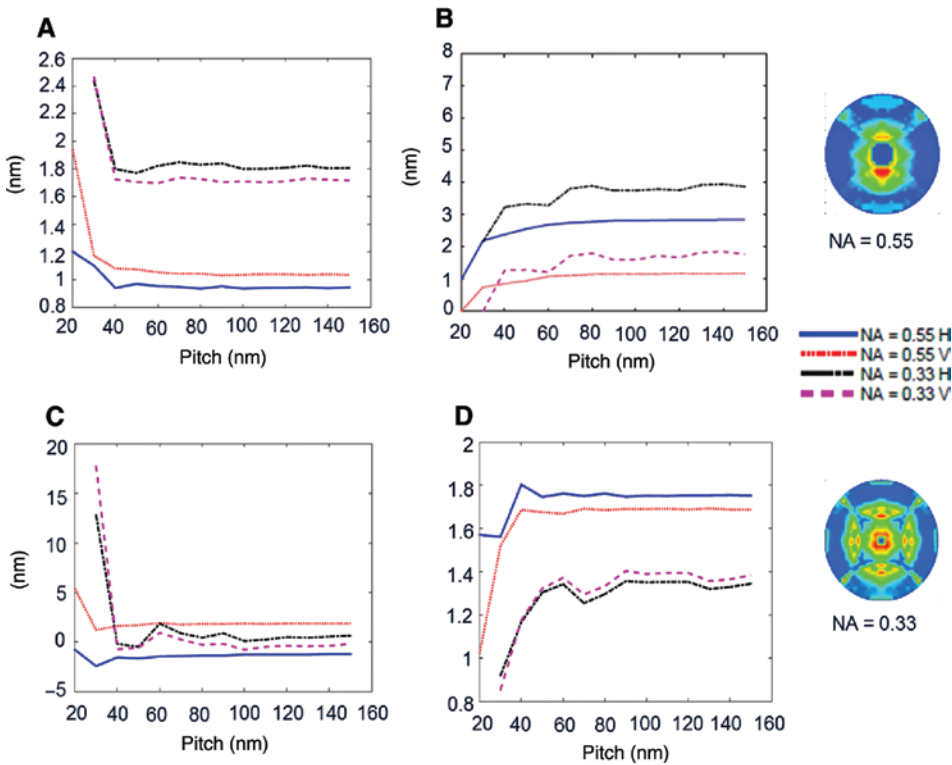 A
2.6
2.4
2.2
2
1.8
1.6
1.4
1.2
1
0.8
(nm)
20 40 60 80 100 120 140 160
Pitch (nm)
B
8
7
6
5
4
3
2
1
0
(nm)
20 40 60 80 100 120 140 160
Pitch (nm)
NA = 0.55
NA = 0.55 H
NA = 0.55 V
NA = 0.33 H
NA = 0.33 V
C
20
15
10
5
0
−5
(nm)
20 40 60 80 100 120 140 160
Pitch (nm)
D
2
1.8
1.6
1.4
1.2
1
0.8
20 40 60 80 100 120 140 160
Pitch (nm)
NA = 0.33